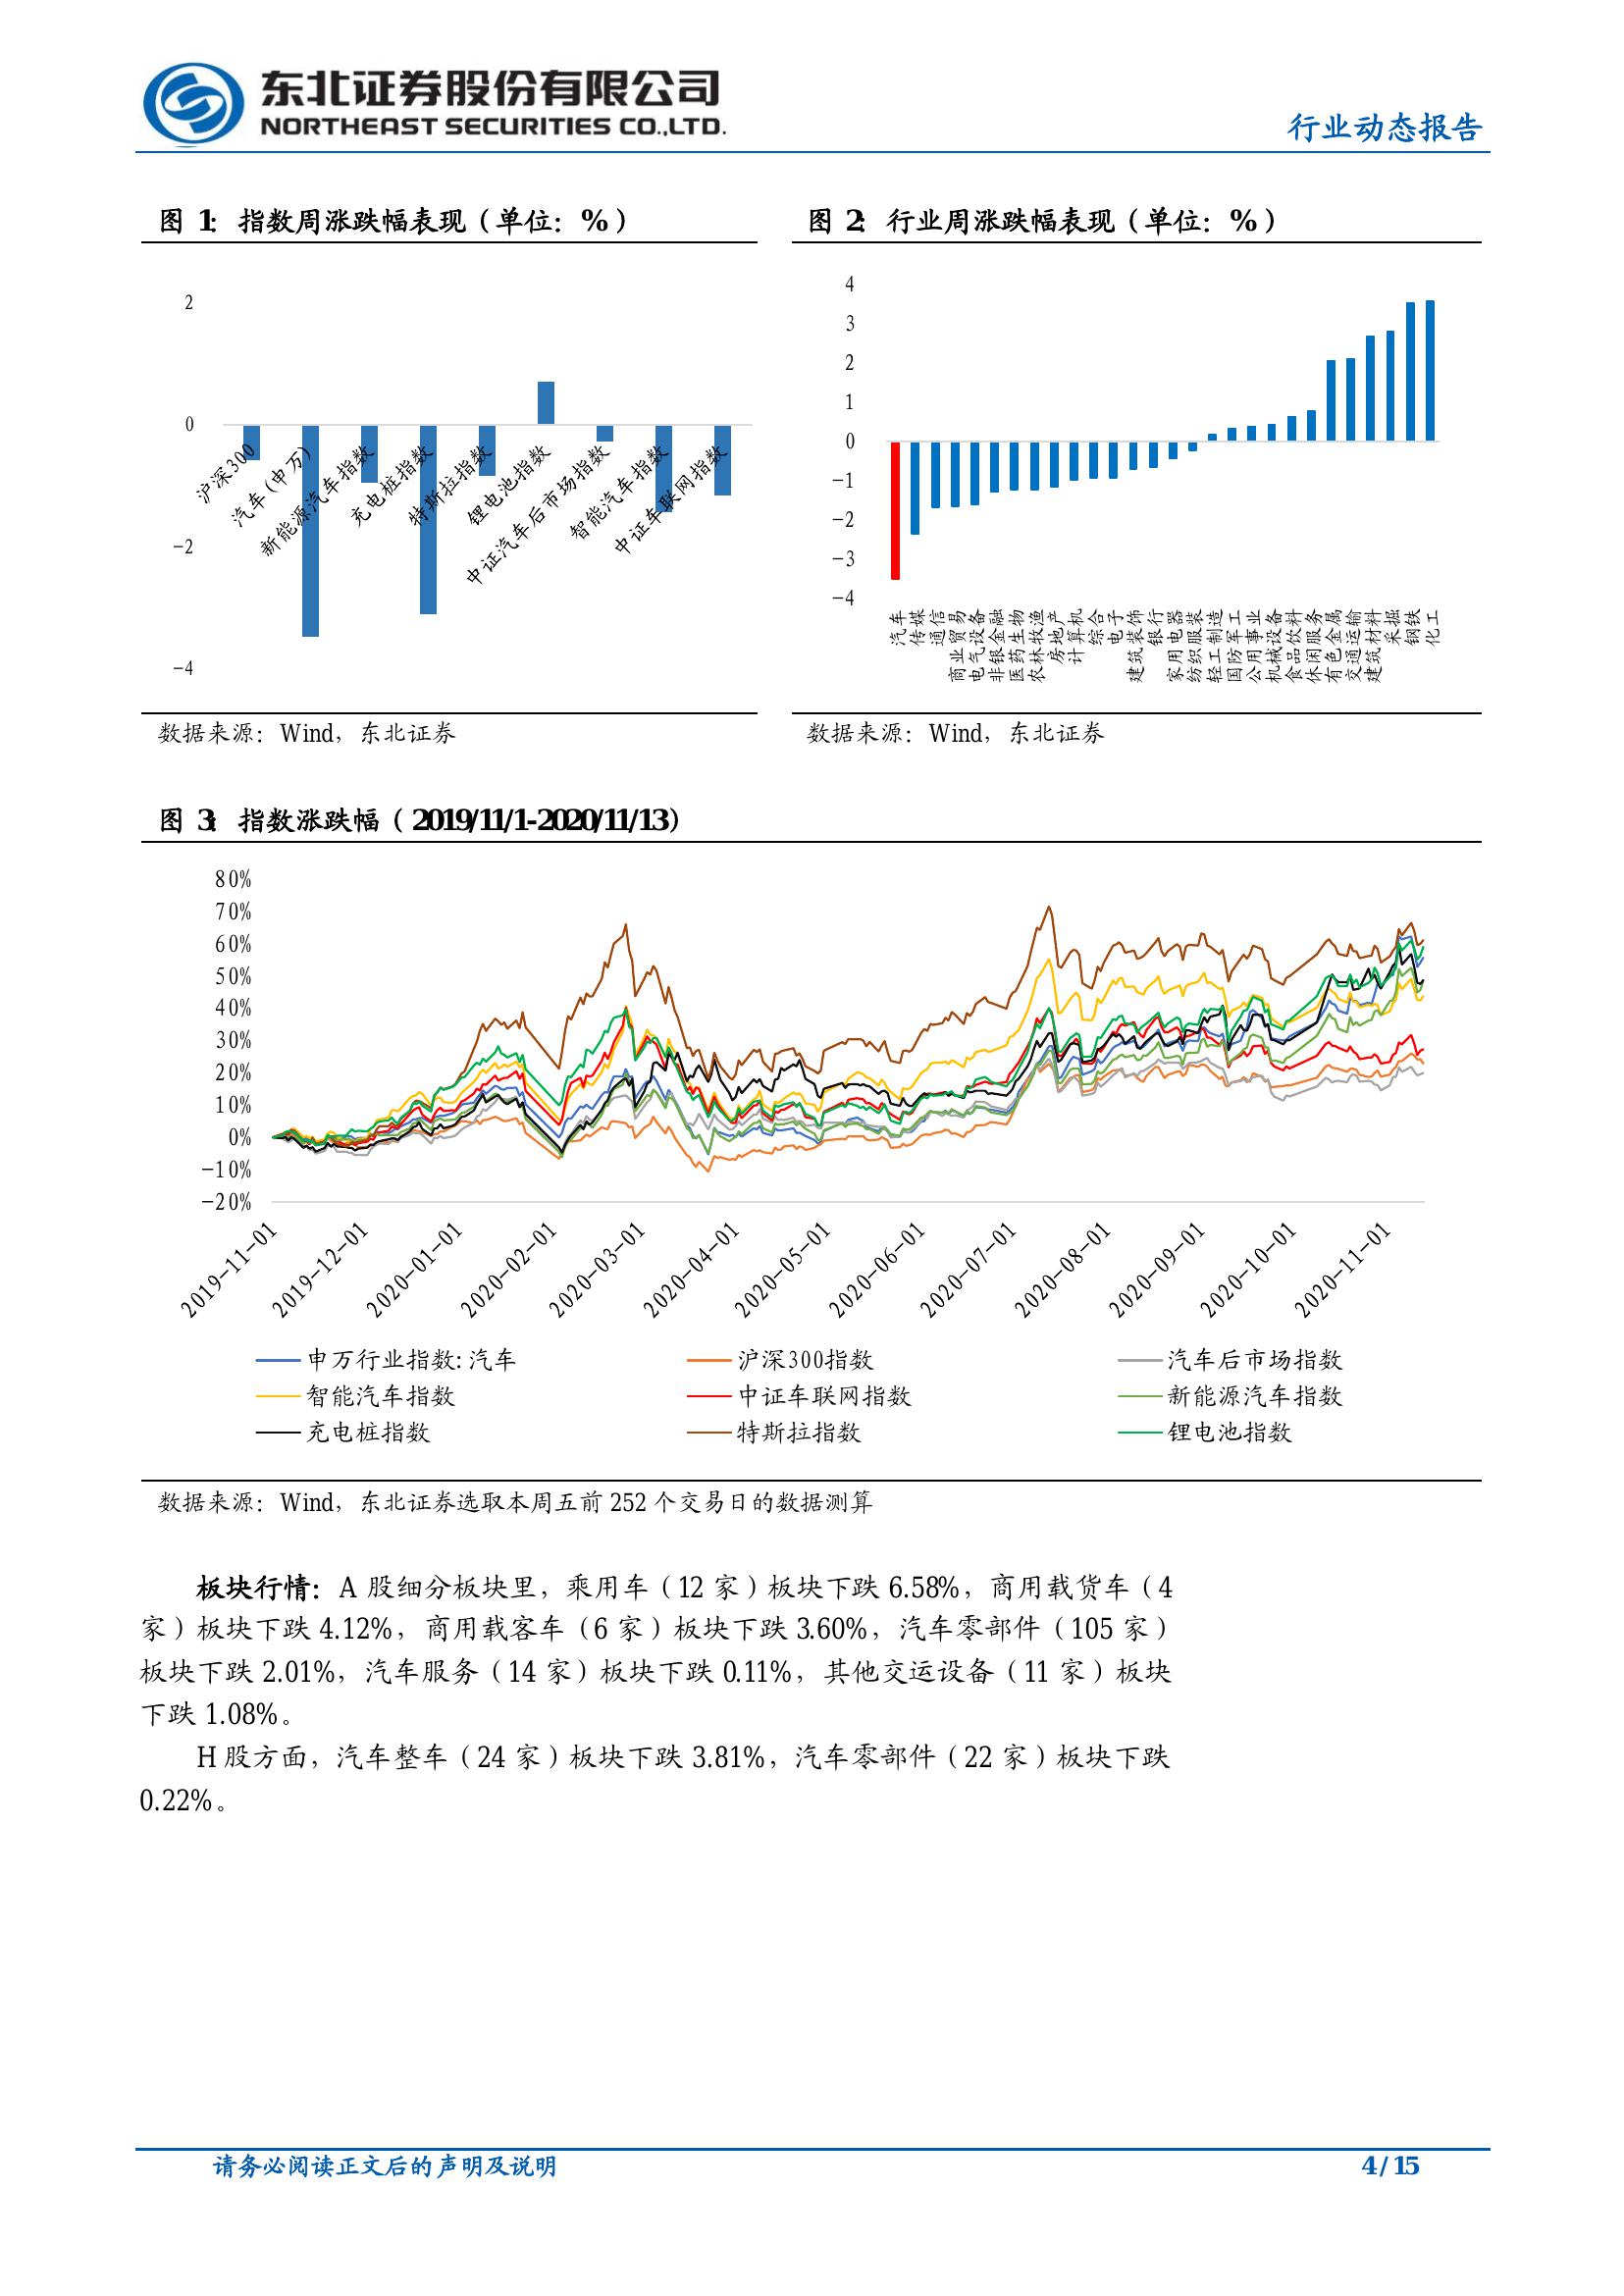 东北证券股份有限公司
NORTHEAST SECURITIES CO.,LTD.
行业动态报告
图 1: 指数周涨跌幅表现（单位：%）
2
0
-2
-4
沪深300
汽车(申万)
新能源汽车指数
充电桩指数
特斯拉指数
锂电池指数
中证汽车后市场指数
智能汽车指数
中证车联网指数
数据来源：Wind，东北证券
图 2: 行业周涨跌幅表现（单位：%）
4
3
2
1
0
-1
-2
-3
-4
汽车
传媒
通信
商业贸易
电气设备
非银金融
医药生物
农林牧渔
房地产
计算机
综合
电子
建筑装饰
银行
家用电器
纺织服装
轻工制造
国防军工
公用事业
机械设备
食品饮料
休闲服务
有色金属
交通运输
建筑材料
采掘
钢铁
化工
数据来源：Wind，东北证券
图 3: 指数涨跌幅（2019/11/1-2020/11/13）
80%
70%
60%
50%
40%
30%
20%
10%
0%
-10%
-20%
2019-11-01
2019-12-01
2020-01-01
2020-02-01
2020-03-01
2020-04-01
2020-05-01
2020-06-01
2020-07-01
2020-08-01
2020-09-01
2020-10-01
2020-11-01
申万行业指数:汽车
沪深300指数
汽车后市场指数
智能汽车指数
中证车联网指数
新能源汽车指数
充电桩指数
特斯拉指数
锂电池指数
数据来源：Wind，东北证券选取本周五前 252 个交易日的数据测算
板块行情：A 股细分板块里，乘用车（12 家）板块下跌 6.58%，商用载货车（4
家）板块下跌 4.12%，商用载客车（6 家）板块下跌 3.60%，汽车零部件（105 家）
板块下跌 2.01%，汽车服务（14 家）板块下跌 0.11%，其他交运设备（11 家）板块
下跌 1.08%。
H 股方面，汽车整车（24 家）板块下跌 3.81%，汽车零部件（22 家）板块下跌
0.22%。
请务必阅读正文后的声明及说明
4 / 15